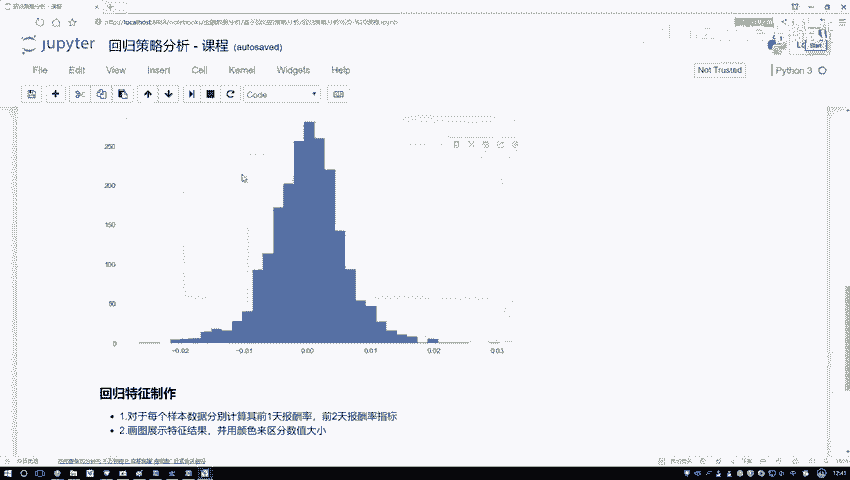 jupyter 回归策略分析 - 课程 (autosaved)
File Edit View Insert Cell Kernel Widgets Help
Not Trusted
Python 3
Code
250
200
150
100
50
0
-0.02 -0.01 0.00 0.01 0.02 0.03
回归特征制作
1.对于每个样本数据分别计算其前1天报酬率，前2天报酬率指标
2.画图展示特征结果，并用颜色来区分数值大小
12:41